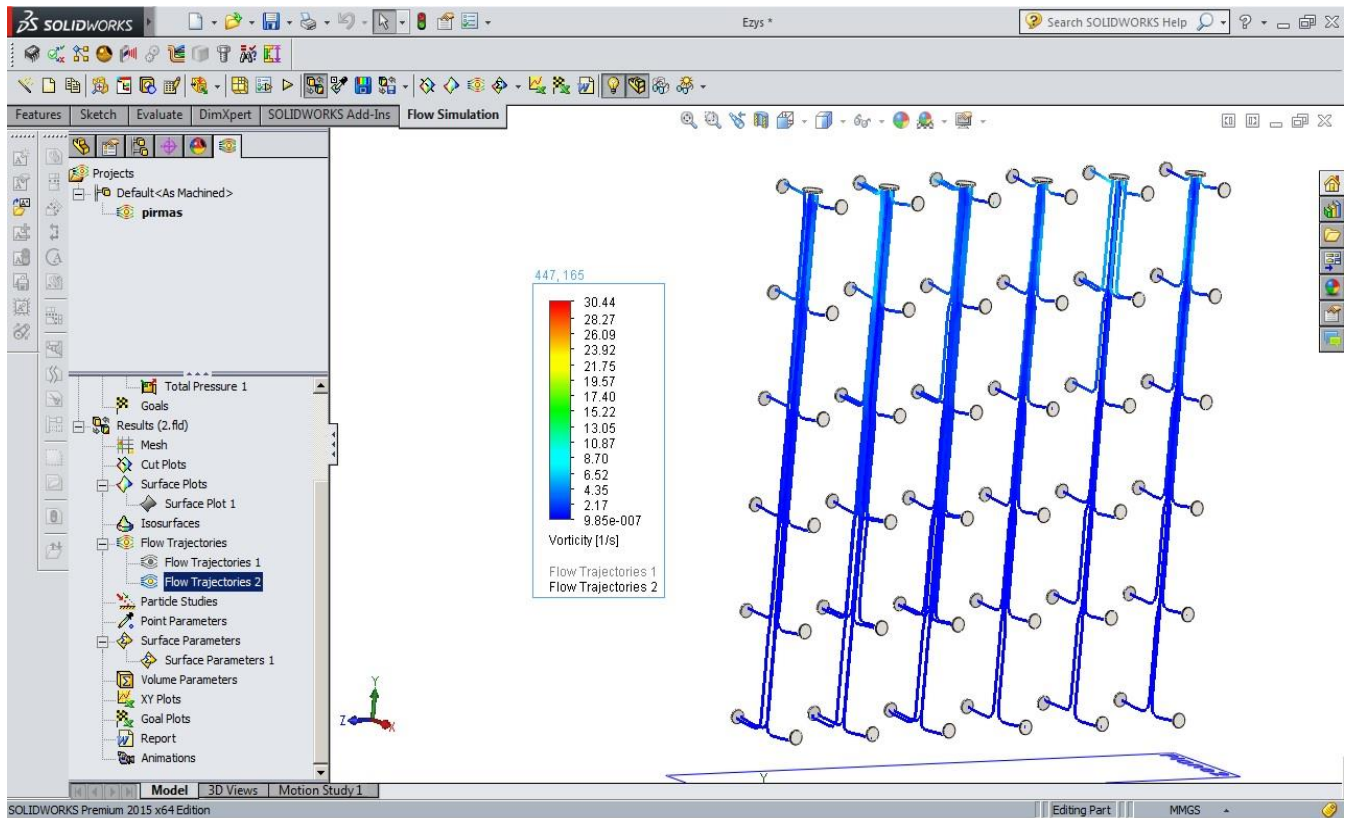 SOLIDWORKS
Ezys *
Search SOLIDWORKS Help
Features Sketch Evaluate DimXpert SOLIDWORKS Add-Ins Flow Simulation
Projects
Default<As Machined>
pirmas
Total Pressure 1
Goals
Results (2.fld)
Mesh
Cut Plots
Surface Plots
Surface Plot 1
Isosurfaces
Flow Trajectories
Flow Trajectories 1
Flow Trajectories 2
Particle Studies
Point Parameters
Surface Parameters
Surface Parameters 1
Volume Parameters
XY Plots
Goal Plots
Report
Animations
447, 165
30.44
28.27
26.09
23.92
21.75
19.57
17.40
15.22
13.05
10.87
8.70
6.52
4.35
2.17
9.85e-007
Vorticity [1/s]
Flow Trajectories 1
Flow Trajectories 2
Y
Z
X
Y
Model 3D Views Motion Study 1
SOLIDWORKS Premium 2015 x64 Edition
Editing Part
MMGS